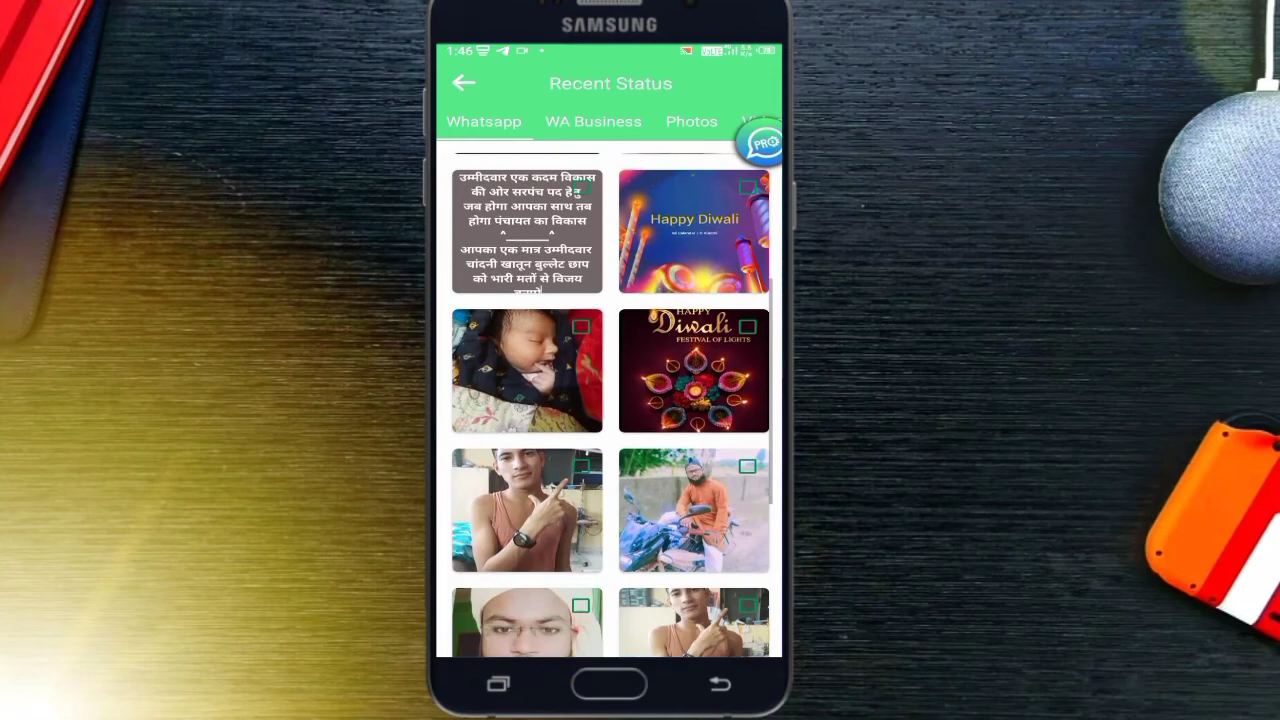 SAMSUNG
1:46
Recent Status
Whatsapp WA Business Photos
PRO
उम्मीदवार एक कदम विकास
की ओर सरपंच पद हेतु
जब होगा आपका साथ तब
होगा पंचायत का विकास
आपका एक मात्र उम्मीदवार
चांदनी खातून बुल्लेट छाप
को भारी मतों से विजय
Happy Diwali
HAPPY
Diwali
FESTIVAL OF LIGHTS